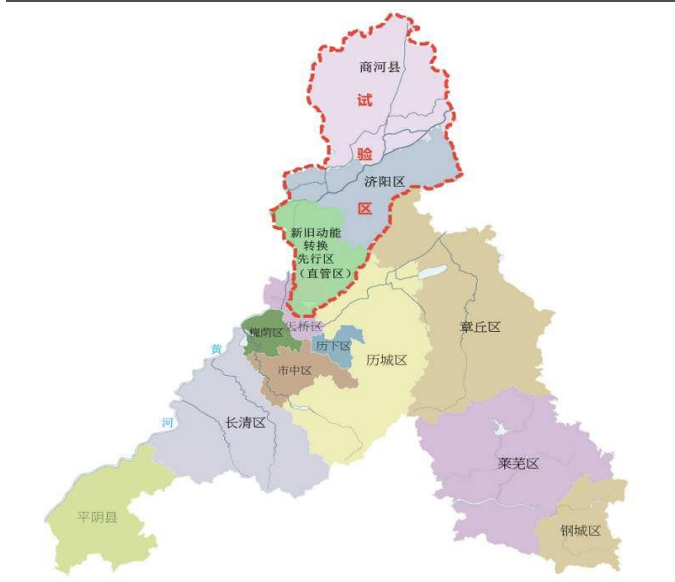 商河县
试
验
区
济阳区
新旧动能
转换
先行区
（直管区）
天桥区
槐荫区
历下区
章丘区
黄
市中区
历城区
河
长清区
莱芜区
平阴县
钢城区